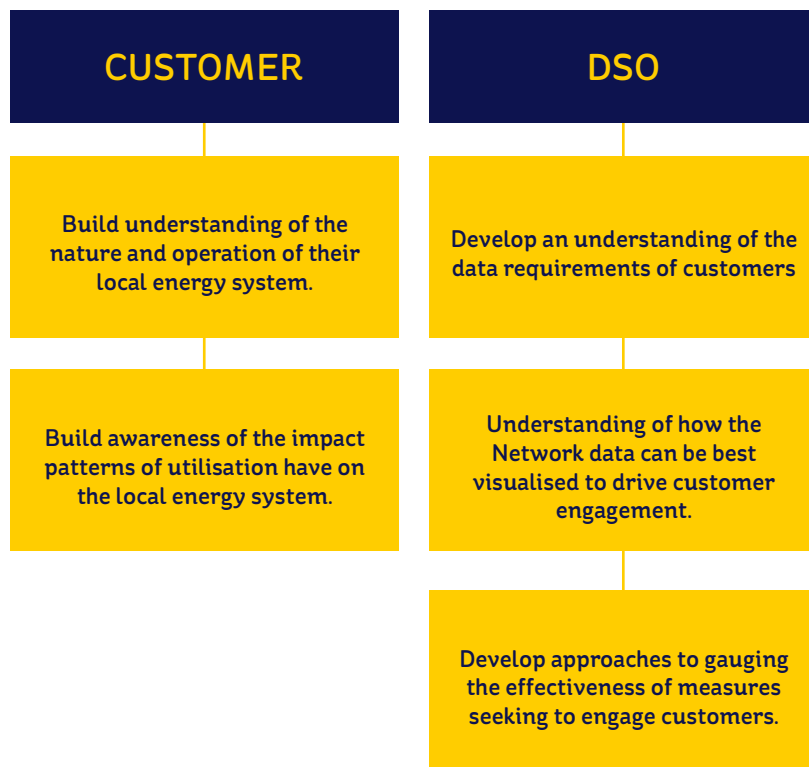 CUSTOMER
Build understanding of the
nature and operation of their
local energy system.
Build awareness of the impact
patterns of utilisation have on
the local energy system.
DSO
Develop an understanding of the
data requirements of customers
Understanding of how the
Network data can be best
visualised to drive customer
engagement.
Develop approaches to gauging
the effectiveness of measures
seeking to engage customers.